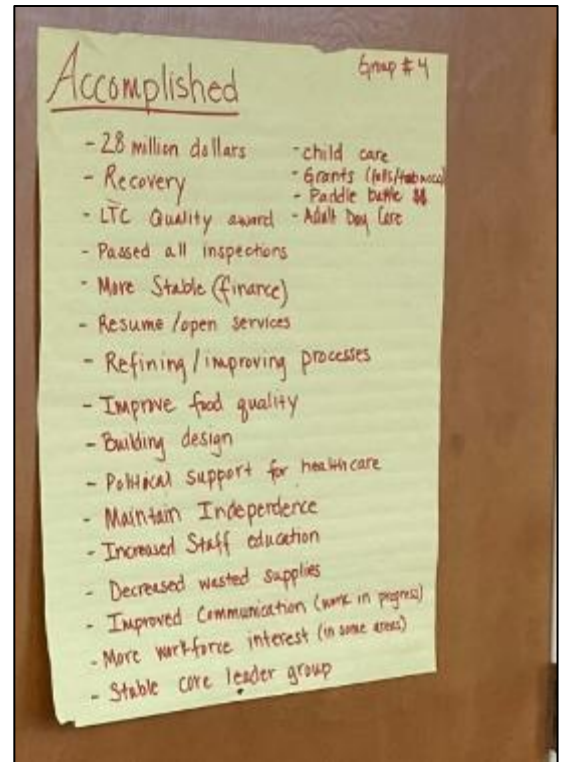 Group #4
Accomplished
- 28 million dollars
- Recovery
- LTC Quality award
- Passed all inspections
- More Stable (finance)
- Resume/open services
- Refining/improving processes
- Improve food quality
- Building design
- Political support for healthcare
- Maintain Independence
- Increased Staff education
- Decreased wasted supplies
- Improved Communication (work in progress)
- More workforce interest (in some areas)
- Stable core leader group
- child care
- Grants (falls/tobacco)
- Paddle battle $$
- Adult Day Care